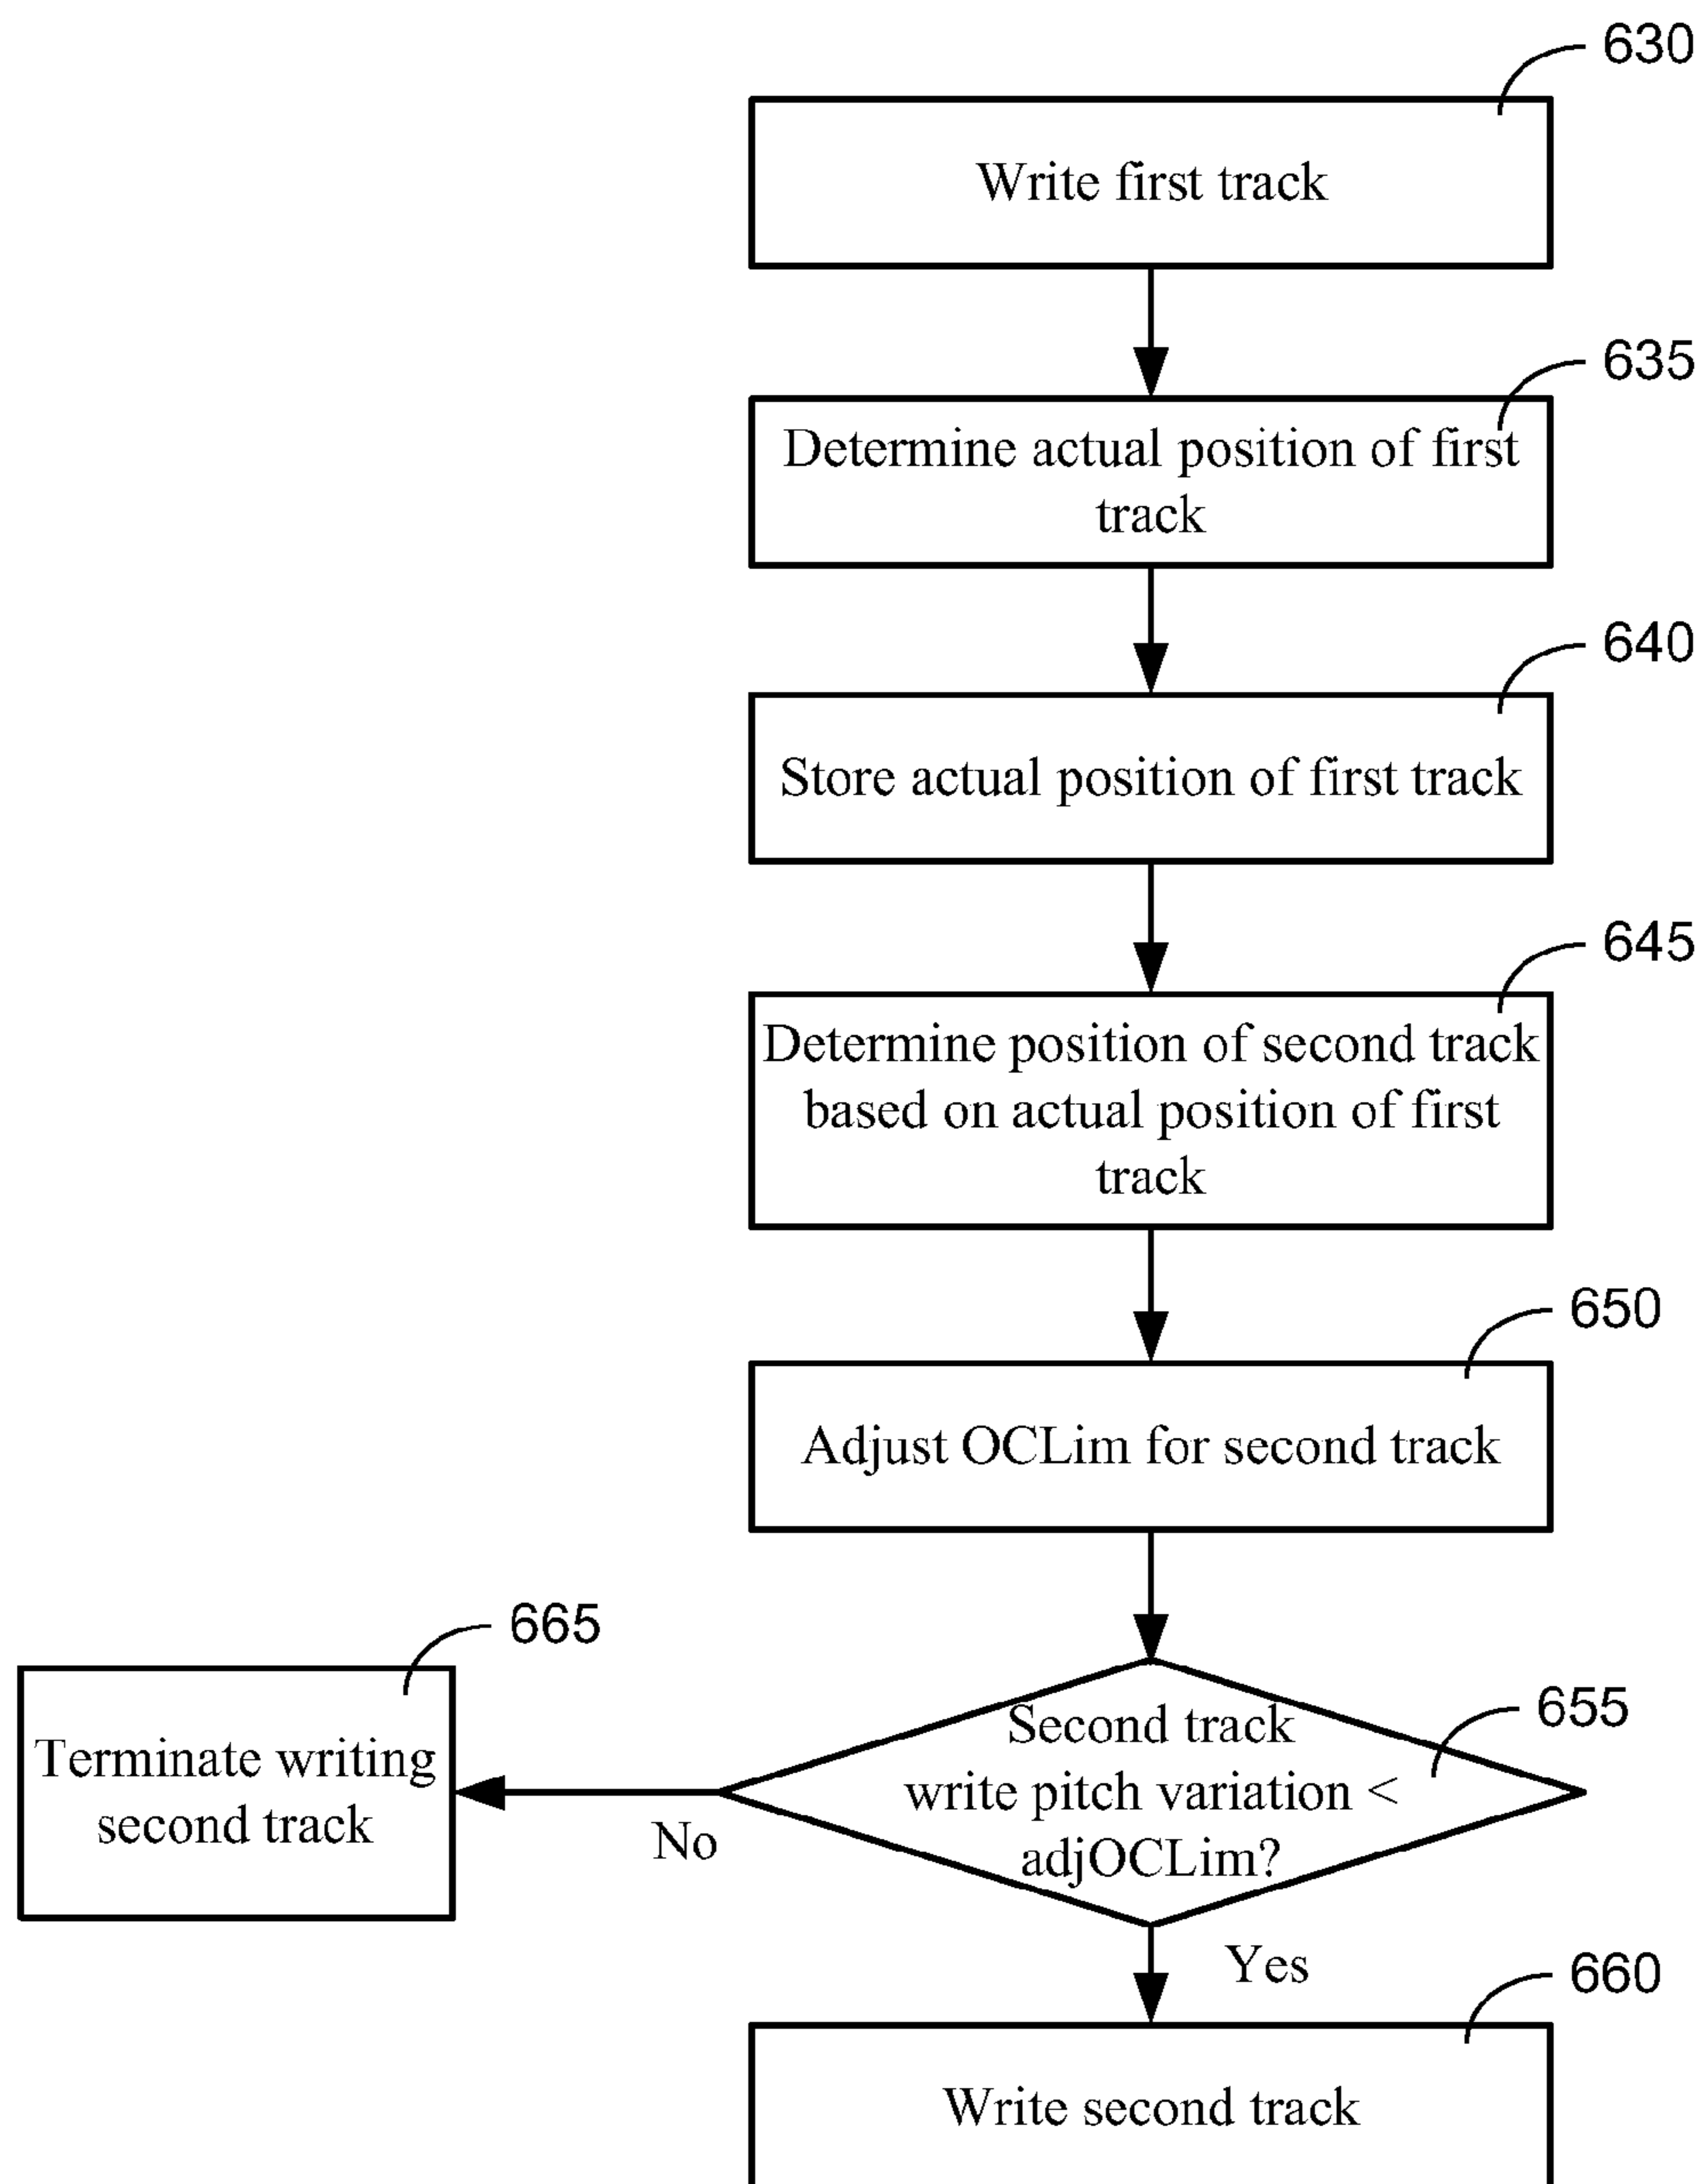 630
Write first track
635
Determine actual position of first
track
640
Store actual position of first track
645
Determine position of second track
based on actual position of first
track
650
Adjust OCLim for second track
665
Terminate writing
second track
655
Second track
write pitch variation <
adjOCLim?
No
Yes
660
Write second track